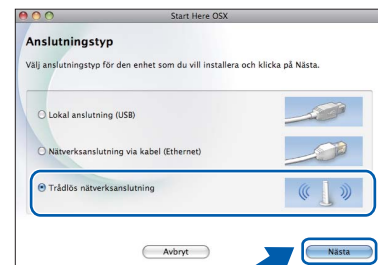 Start Here OSX
Anslutningstyp
Välj anslutningstyp för den enhet som du vill installera och klicka på Nästa.
Lokal anslutning (USB)
Nätverksanslutning via kabel (Ethernet)
Trådlös nätverksanslutning
Avbryt
Nästa